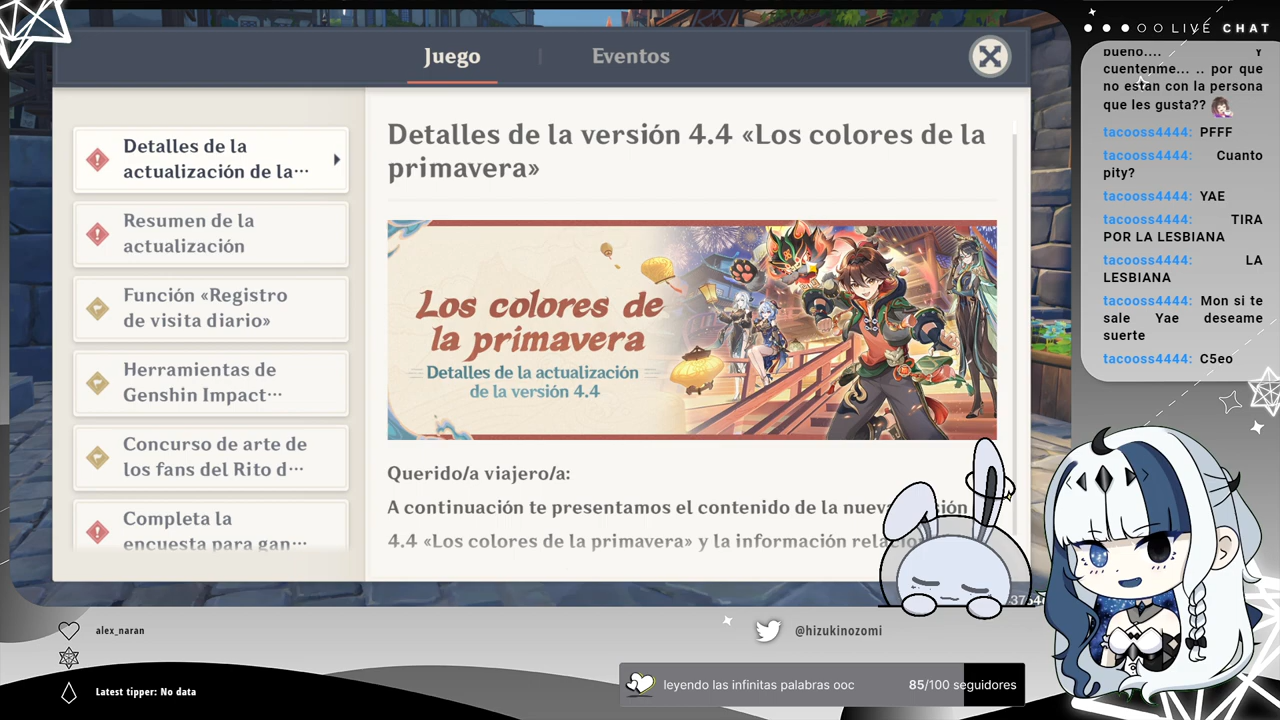 Juego
Eventos
Detalles de la
actualización de la···
Resumen de la
actualización
Función «Registro
de visita diario»
Herramientas de
Genshin Impact···
Concurso de arte de
los fans del Rito d···
Completa la
encuesta para gan···
Detalles de la versión 4.4 «Los colores de la
primavera»
Los colores de
la primavera
Detalles de la actualización
de la versión 4.4
Querido/a viajero/a:
A continuación te presentamos el contenido de la nueva
4.4 «Los colores de la primavera» y la información
LIVE CHAT
bueno.... Y
cuentenme... .. por que
no estan con la persona
que les gusta??
tacooss4444: PFFF
tacooss4444: Cuanto
pity?
tacooss4444: YAE
tacooss4444: TIRA
POR LA LESBIANA
tacooss4444: LA
LESBIANA
tacooss4444: Mon si te
sale Yae deseame
suerte
tacooss4444: C5eo
alex_naran
Latest tipper: No data
@hizukinozomi
leyendo las infinitas palabras ooc
85/100 seguidores